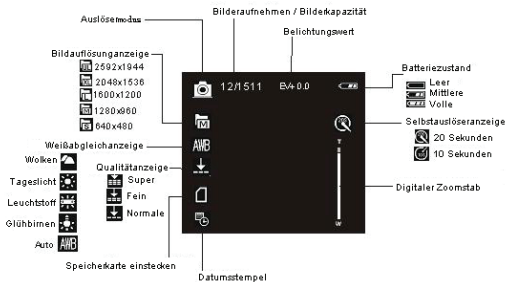 Bilderaufnehmen / Bilderkapazität
Auslösemodus
Belichtungswert
Bildauflösunganzeige
2592x1944
2048x1536
1600x1200
1280x960
640x480
12/1511 EV+0.0
Batteriezustand
Leer
Mittlere
Volle
Selbstauslöseranzeige
20 Sekunden
10 Sekunden
Weißabgleichanzeige
Wolken
Tageslicht
Leuchtstoff
Glühbirnen
Auto AWB
Qualitätanzeige
Super
Fein
Normale
M
AWB
T
W
Digitaler Zoomstab
Speicherkarte einstecken
Datumsstempel